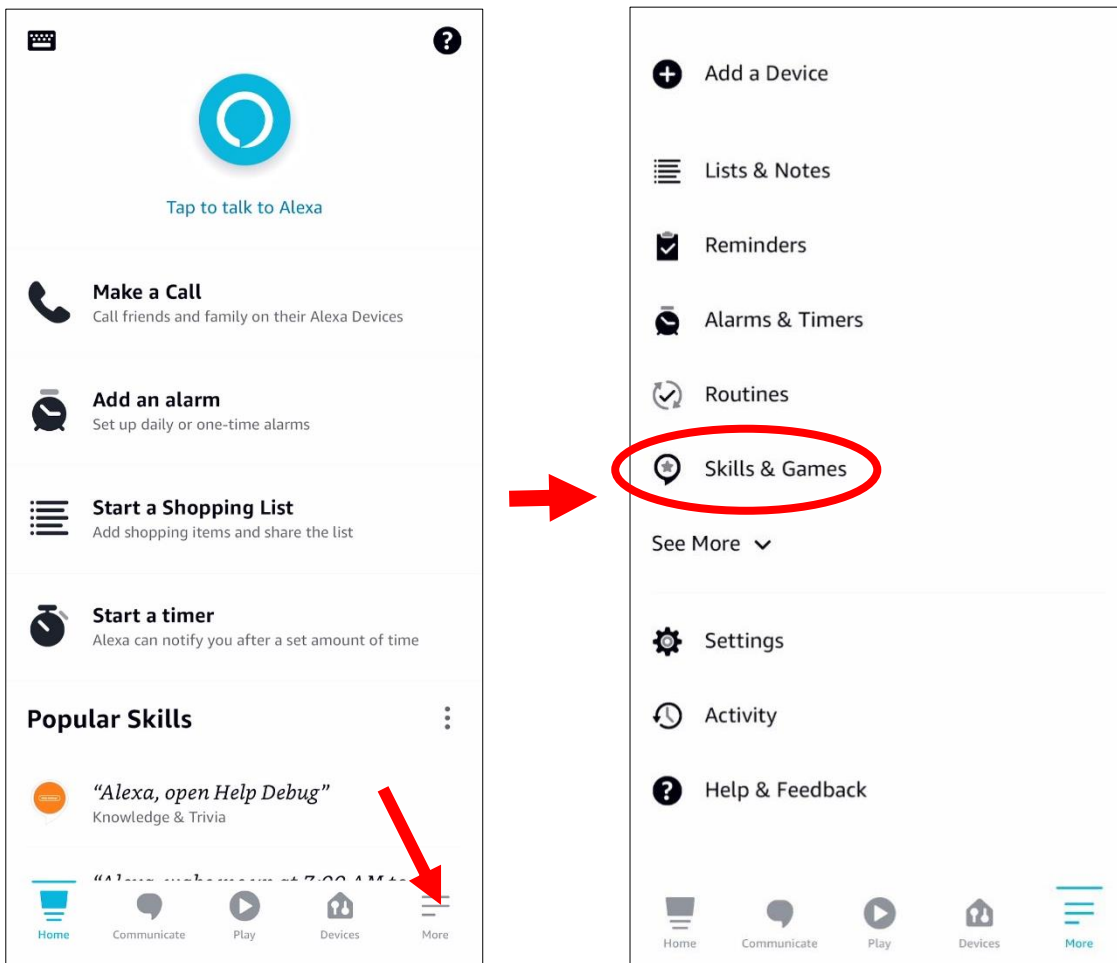 Tap to talk to Alexa
Make a Call
Call friends and family on their Alexa Devices
Add an alarm
Set up daily or one-time alarms
Start a Shopping List
Add shopping items and share the list
Start a timer
Alexa can notify you after a set amount of time
Popular Skills
“Alexa, open Help Debug”
Knowledge & Trivia
Home Communicate Play Devices More
Add a Device
Lists & Notes
Reminders
Alarms & Timers
Routines
Skills & Games
See More
Settings
Activity
Help & Feedback
Home Communicate Play Devices More